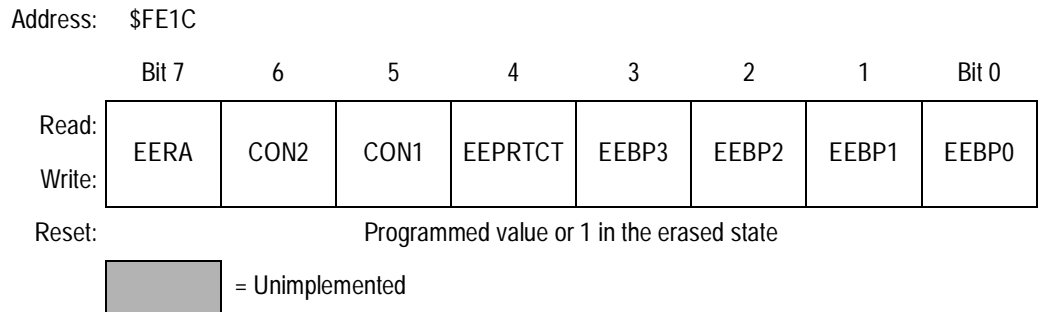 Address: $FE1C
Bit 7 6 5 4 3 2 1 Bit 0
Read:
EERA CON2 CON1 EEPRTCT EEBP3 EEBP2 EEBP1 EEBP0
Write:
Reset: Programmed value or 1 in the erased state
= Unimplemented